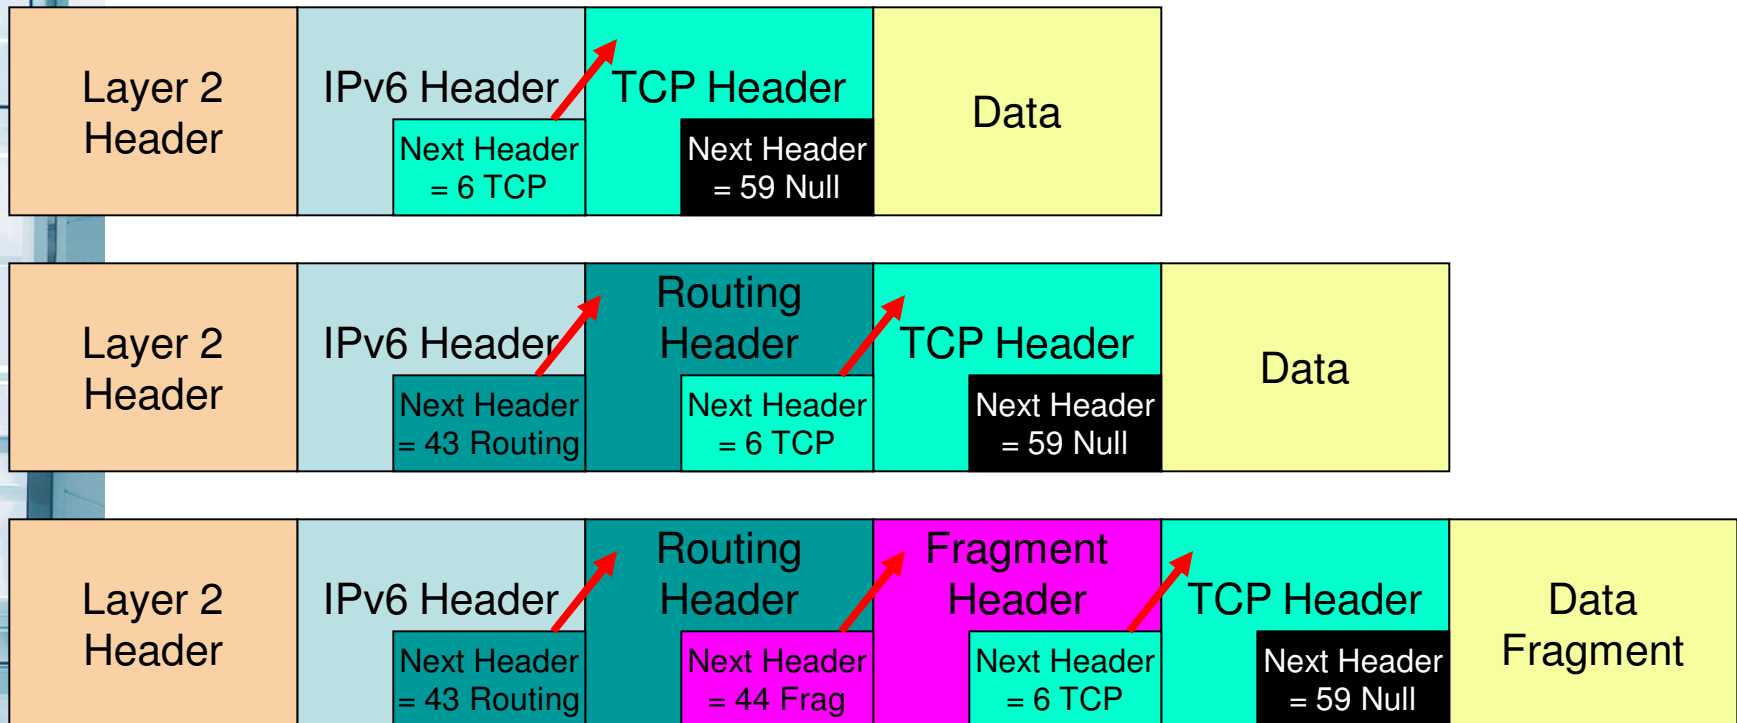 Layer 2
Header
IPv6 Header
Next Header
= 6 TCP
TCP Header
Next Header
= 59 Null
Data
Layer 2
Header
IPv6 Header
Next Header
= 43 Routing
Routing
Header
Next Header
= 6 TCP
TCP Header
Next Header
= 59 Null
Data
Layer 2
Header
IPv6 Header
Next Header
= 43 Routing
Routing
Header
Next Header
= 44 Frag
Fragment
Header
Next Header
= 6 TCP
TCP Header
Next Header
= 59 Null
Data
Fragment